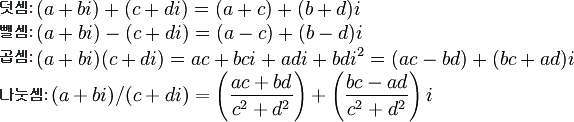 덧셈: (a + bi) + (c + di) = (a + c) + (b + d)i
뺄셈: (a + bi) − (c + di) = (a − c) + (b − d)i
곱셈: (a + bi)(c + di) = ac + bci + adi + bdi² = (ac − bd) + (bc + ad)i
나눗셈: (a + bi)/(c + di) = ((ac + bd)/(c² + d²)) + ((bc − ad)/(c² + d²)) i